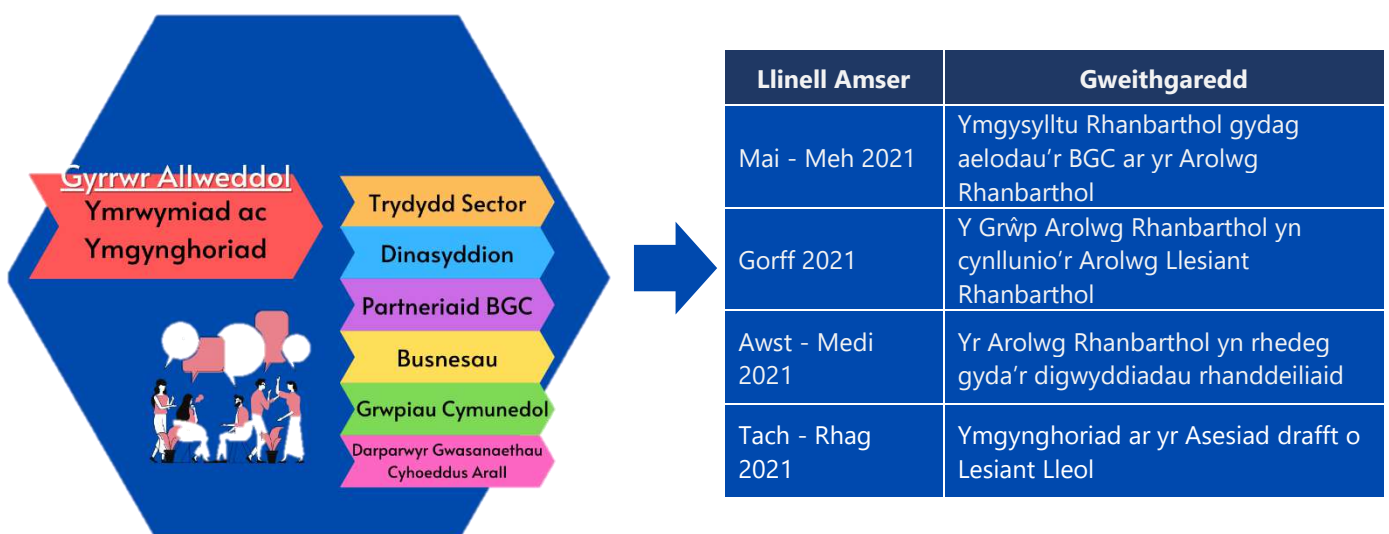 Gyrrwr Allweddol
Ymrwymiad ac
Ymgynghoriad
Trydydd Sector
Dinasyddion
Partneriaid BGC
Busnesau
Grwpiau Cymunedol
Darparwyr Gwasanaethau
Cyhoeddus Arall
Llinell Amser
Gweithgaredd
Mai - Meh 2021
Ymgysylltu Rhanbarthol gydag
aelodau'r BGC ar yr Arolwg
Rhanbarthol
Gorff 2021
Y Grŵp Arolwg Rhanbarthol yn
cynllunio'r Arolwg Llesiant
Rhanbarthol
Awst - Medi
2021
Yr Arolwg Rhanbarthol yn rhedeg
gyda'r digwyddiadau rhanddeiliaid
Tach - Rhag
2021
Ymgynghoriad ar yr Asesiad drafft o
Lesiant Lleol